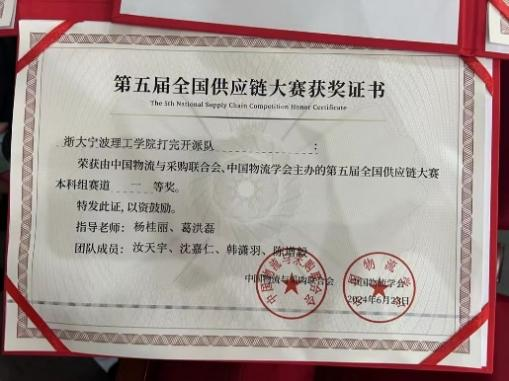 第五届全国供应链大赛获奖证书
The 5th National Supply Chain Competition Honor Certificate
浙大宁波理工学院打完开派队：
荣获由中国物流与采购联合会、中国物流学会主办的第五届全国供应链大赛
本科组赛道 一 等奖。
特发此证，以资鼓励。
指导老师：杨桂丽、葛洪磊
团队成员：汝天宇、沈嘉仁、韩潇羽、陈增毅
中国物流与采购联合会 中国物流学会
2024年6月23日